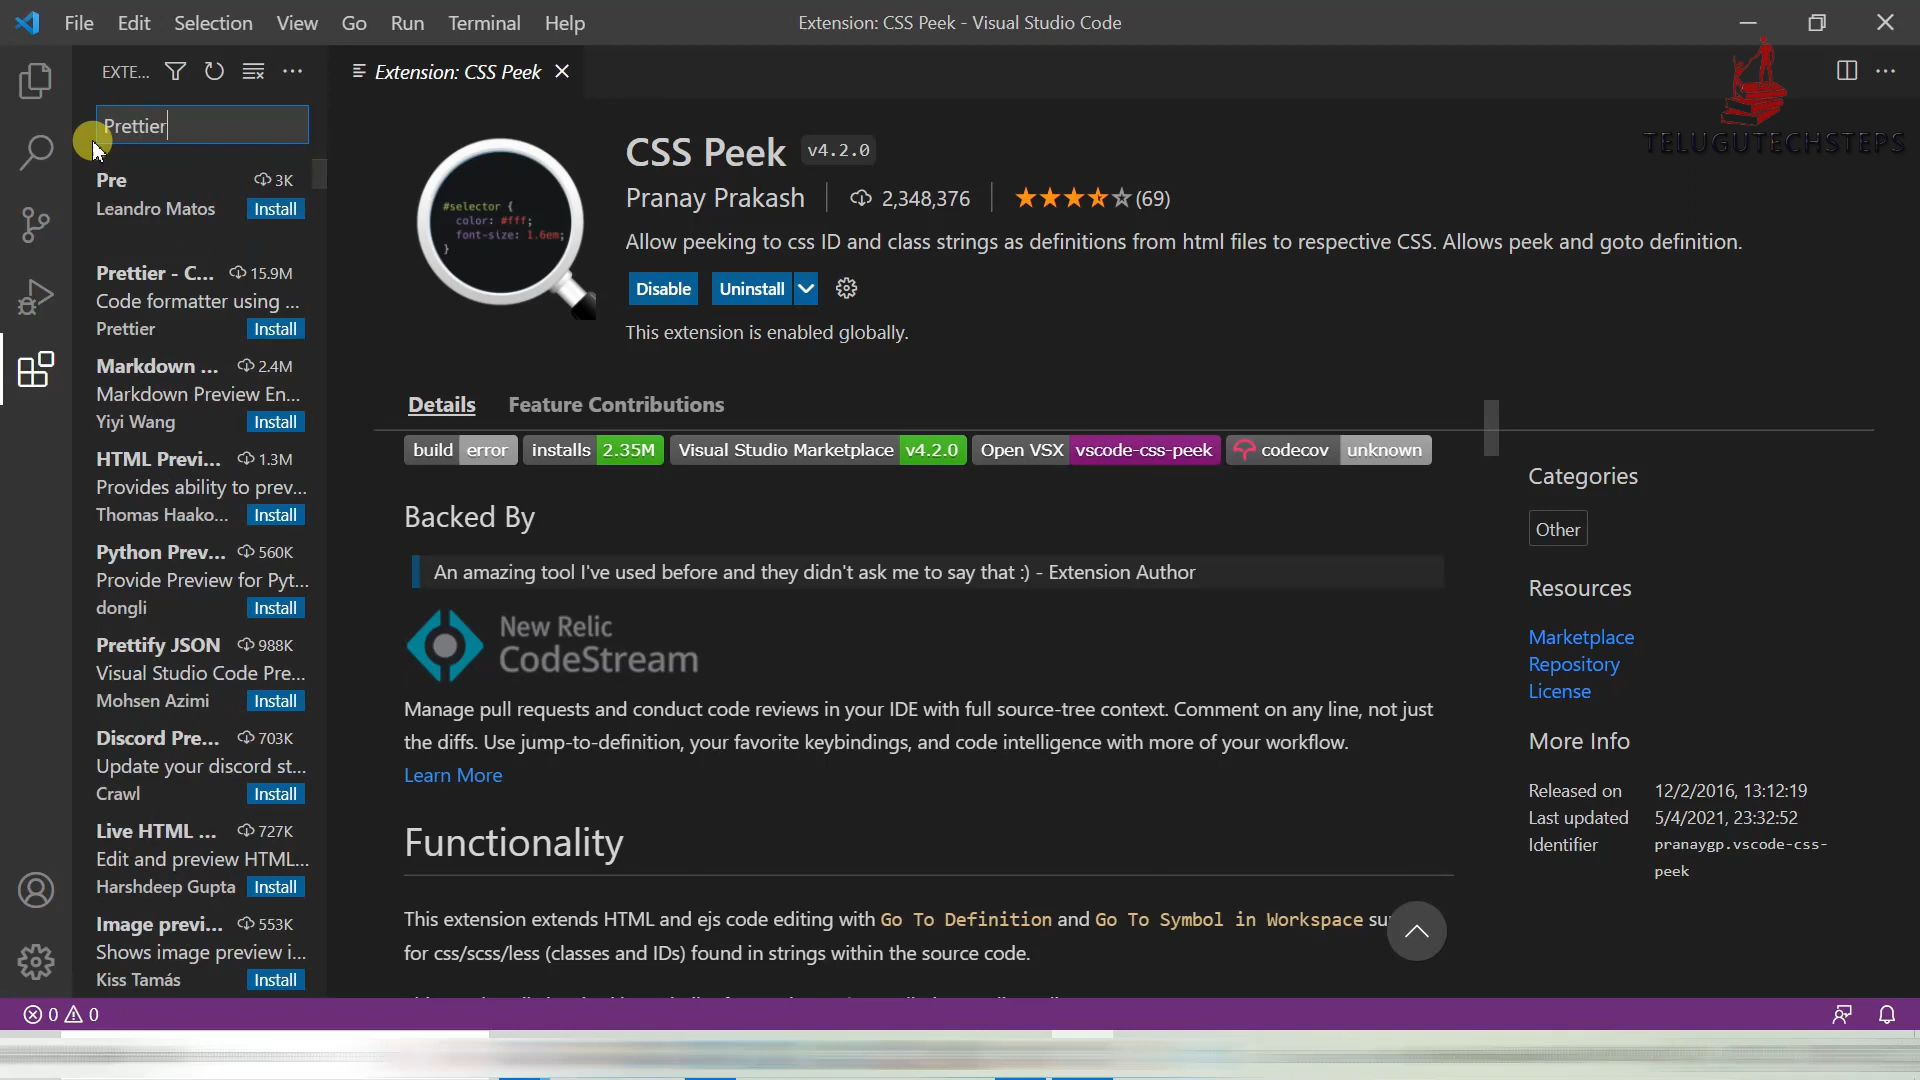 File Edit Selection View Go Run Terminal Help
Extension: CSS Peek - Visual Studio Code
EXTE...
Extension: CSS Peek
TELUGUTECHSTEPS
Prettier
Pre 3K
Leandro Matos Install
Prettier - C... 15.9M
Code formatter using ...
Prettier Install
Markdown ... 2.4M
Markdown Preview En...
Yiyi Wang Install
HTML Previ... 1.3M
Provides ability to prev...
Thomas Haako... Install
Python Prev... 560K
Provide Preview for Pyt...
dongli Install
Prettify JSON 988K
Visual Studio Code Pre...
Mohsen Azimi Install
Discord Pre... 703K
Update your discord st...
Crawl Install
Live HTML ... 727K
Edit and preview HTML...
Harshdeep Gupta Install
Image previ... 553K
Shows image preview i...
Kiss Tamás Install
#selector {
color: #fff;
font-size: 1.6em;
}
CSS Peek v4.2.0
Pranay Prakash 2,348,376 (69)
Allow peeking to css ID and class strings as definitions from html files to respective CSS. Allows peek and goto definition.
Disable Uninstall
This extension is enabled globally.
Details Feature Contributions
build error installs 2.35M Visual Studio Marketplace v4.2.0 Open VSX vscode-css-peek codecov unknown
Backed By
An amazing tool I've used before and they didn't ask me to say that :) - Extension Author
New Relic
CodeStream
Manage pull requests and conduct code reviews in your IDE with full source-tree context. Comment on any line, not just
the diffs. Use jump-to-definition, your favorite keybindings, and code intelligence with more of your workflow.
Learn More
Functionality
This extension extends HTML and ejs code editing with Go To Definition and Go To Symbol in Workspace su
for css/scss/less (classes and IDs) found in strings within the source code.
Categories
Other
Resources
Marketplace
Repository
License
More Info
Released on 12/2/2016, 13:12:19
Last updated 5/4/2021, 23:32:52
Identifier pranaygp.vscode-css-
peek
0 0